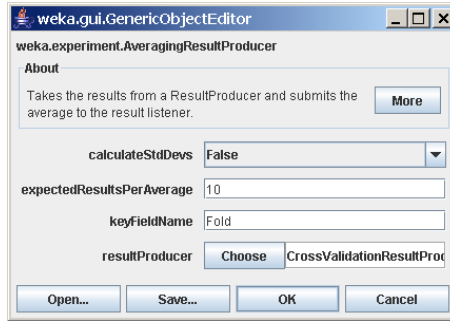 weka.gui.GenericObjectEditor
weka.experiment.AveragingResultProducer
About
Takes the results from a ResultProducer and submits the
average to the result listener.
More
calculateStdDevs False
expectedResultsPerAverage 10
keyFieldName Fold
resultProducer Choose CrossValidationResultProd
Open... Save... OK Cancel